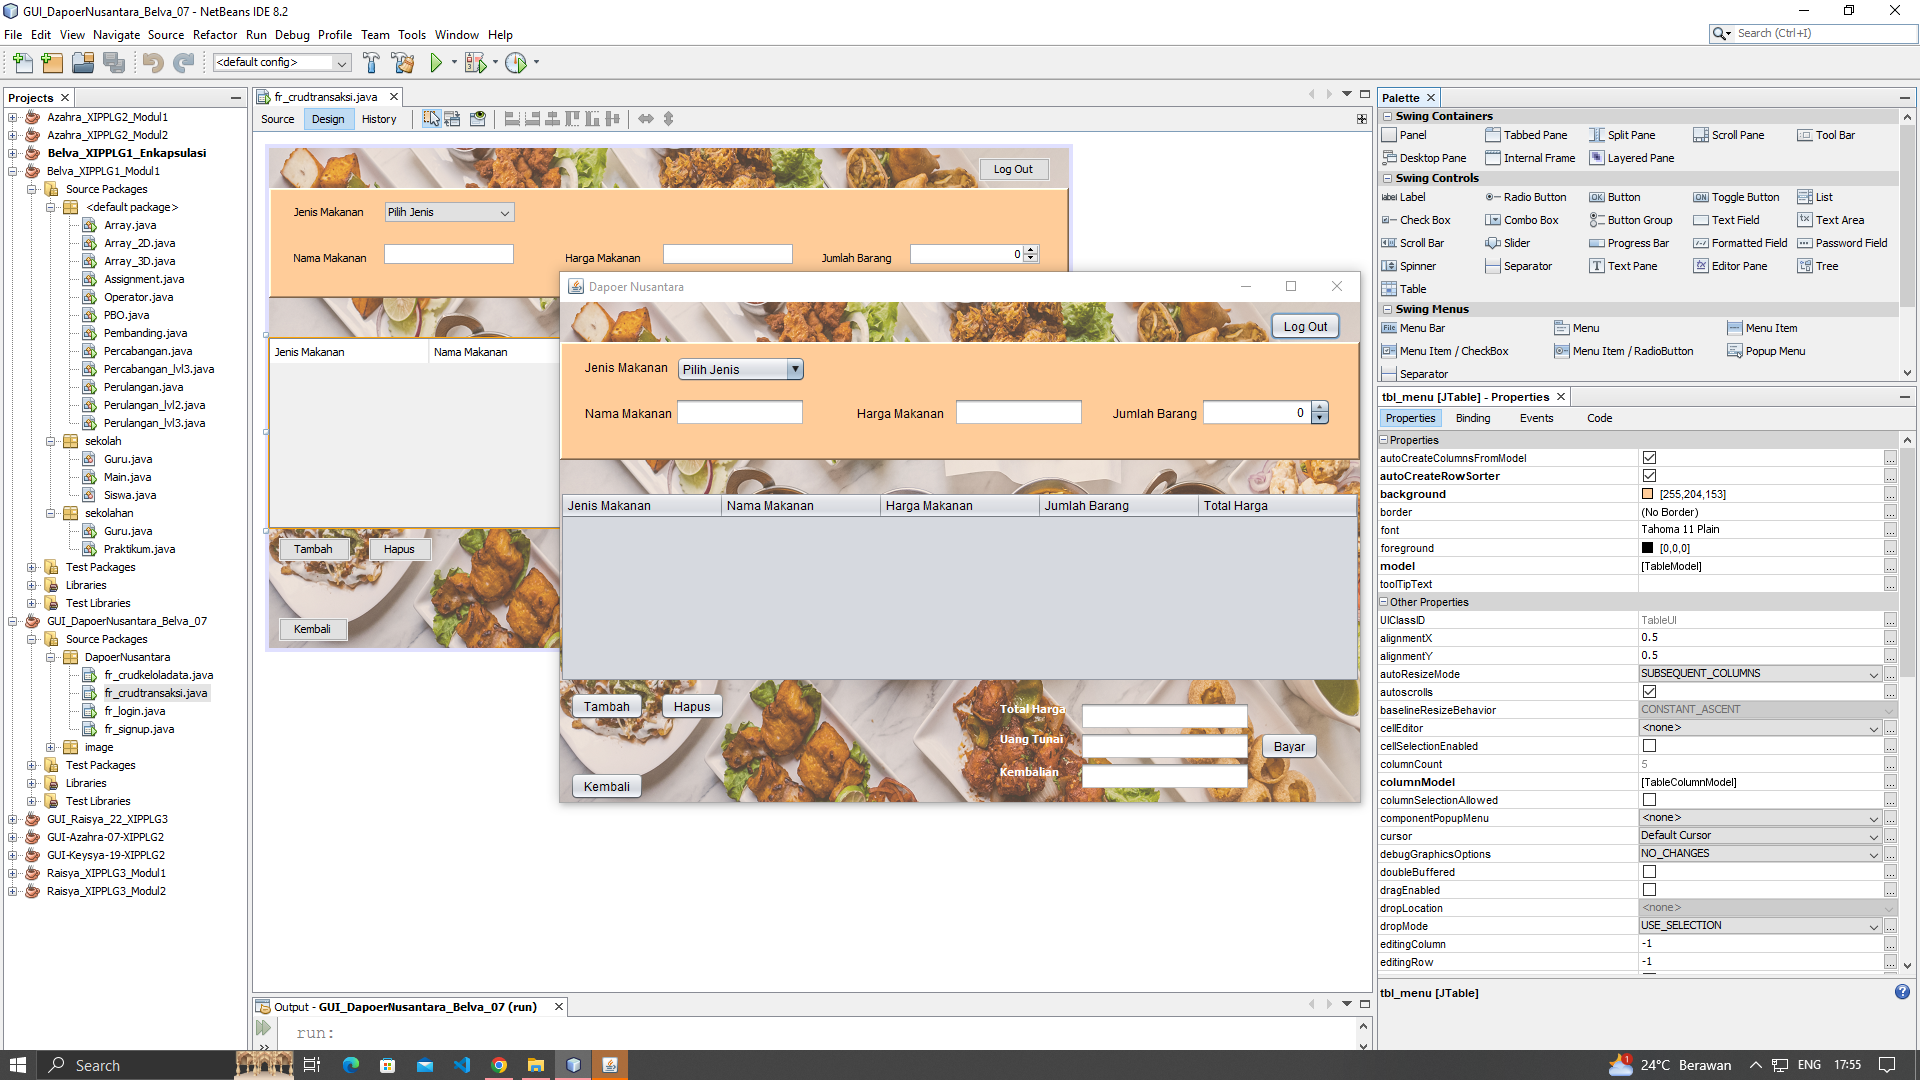 GUI_DapoerNusantara_Belva_07 - NetBeans IDE 8.2
File Edit View Navigate Source Refactor Run Debug Profile Team Tools Window Help
Search (Ctrl+I)
<default config>
Projects
Azahra_XIPPLG2_Modul1
Azahra_XIPPLG2_Modul2
Belva_XIPPLG1_Enkapsulasi
Belva_XIPPLG1_Modul1
Source Packages
<default package>
Array.java
Array_2D.java
Array_3D.java
Assignment.java
Operator.java
PBO.java
Pembanding.java
Percabangan.java
Percabangan_lvl3.java
Perulangan.java
Perulangan_lvl2.java
Perulangan_lvl3.java
sekolah
Guru.java
Main.java
Siswa.java
sekolahan
Guru.java
Praktikum.java
Test Packages
Libraries
Test Libraries
GUI_DapoerNusantara_Belva_07
Source Packages
DapoerNusantara
fr_crudkeloladata.java
fr_crudtransaksi.java
fr_login.java
fr_signup.java
image
Test Packages
Libraries
Test Libraries
GUI_Raisya_22_XIPPLG3
GUI-Azahra-07-XIPPLG2
GUI-Keysya-19-XIPPLG2
Raisya_XIPPLG3_Modul1
Raisya_XIPPLG3_Modul2
fr_crudtransaksi.java
Source Design History
Log Out
Jenis Makanan Pilih Jenis
Nama Makanan Harga Makanan Jumlah Barang 0
Jenis Makanan Nama Makanan
Tambah Hapus
Kembali
Dapoer Nusantara
Log Out
Jenis Makanan Pilih Jenis
Nama Makanan Harga Makanan Jumlah Barang 0
Jenis Makanan Nama Makanan Harga Makanan Jumlah Barang Total Harga
Tambah Hapus
Total Harga
Uang Tunai Bayar
Kembalian
Kembali
Output - GUI_DapoerNusantara_Belva_07 (run)
run:
Palette
Swing Containers
Panel Tabbed Pane Split Pane Scroll Pane Tool Bar
Desktop Pane Internal Frame Layered Pane
Swing Controls
Label Radio Button Button Toggle Button List
Check Box Combo Box Button Group Text Field Text Area
Scroll Bar Slider Progress Bar Formatted Field Password Field
Spinner Separator Text Pane Editor Pane Tree
Table
Swing Menus
Menu Bar Menu Menu Item
Menu Item / CheckBox Menu Item / RadioButton Popup Menu
Separator
tbl_menu [JTable] - Properties
Properties Binding Events Code
Properties
autoCreateColumnsFromModel
autoCreateRowSorter
background [255,204,153]
border (No Border)
font Tahoma 11 Plain
foreground [0,0,0]
model [TableModel]
toolTipText
Other Properties
UIClassID TableUI
alignmentX 0.5
alignmentY 0.5
autoResizeMode SUBSEQUENT_COLUMNS
autoscrolls
baselineResizeBehavior CONSTANT_ASCENT
cellEditor <none>
cellSelectionEnabled
columnCount 5
columnModel [TableColumnModel]
columnSelectionAllowed
componentPopupMenu <none>
cursor Default Cursor
debugGraphicsOptions NO_CHANGES
doubleBuffered
dragEnabled
dropLocation <none>
dropMode USE_SELECTION
editingColumn -1
editingRow -1
tbl_menu [JTable]
Search
1 24°C Berawan ENG 17:55